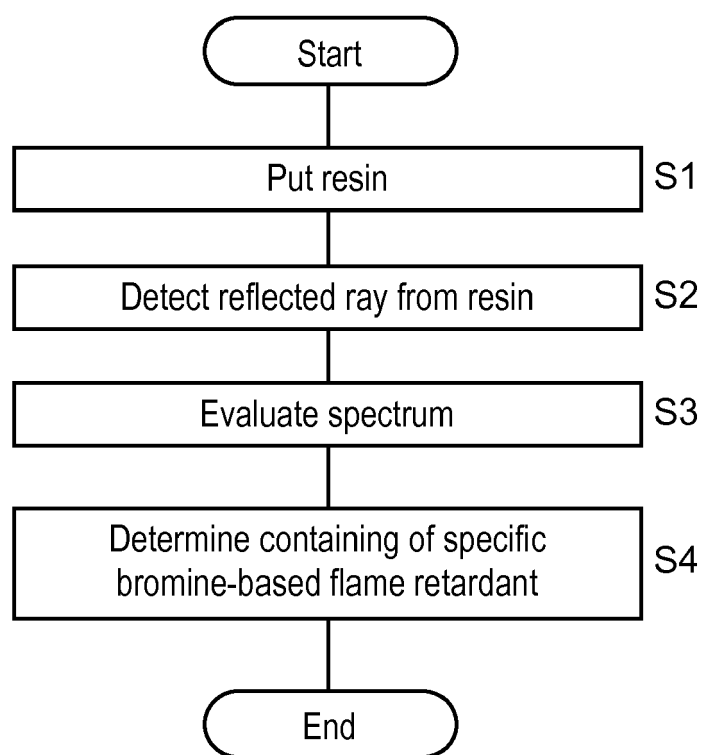 Start
Put resin S1
Detect reflected ray from resin S2
Evaluate spectrum S3
Determine containing of specific
bromine-based flame retardant S4
End